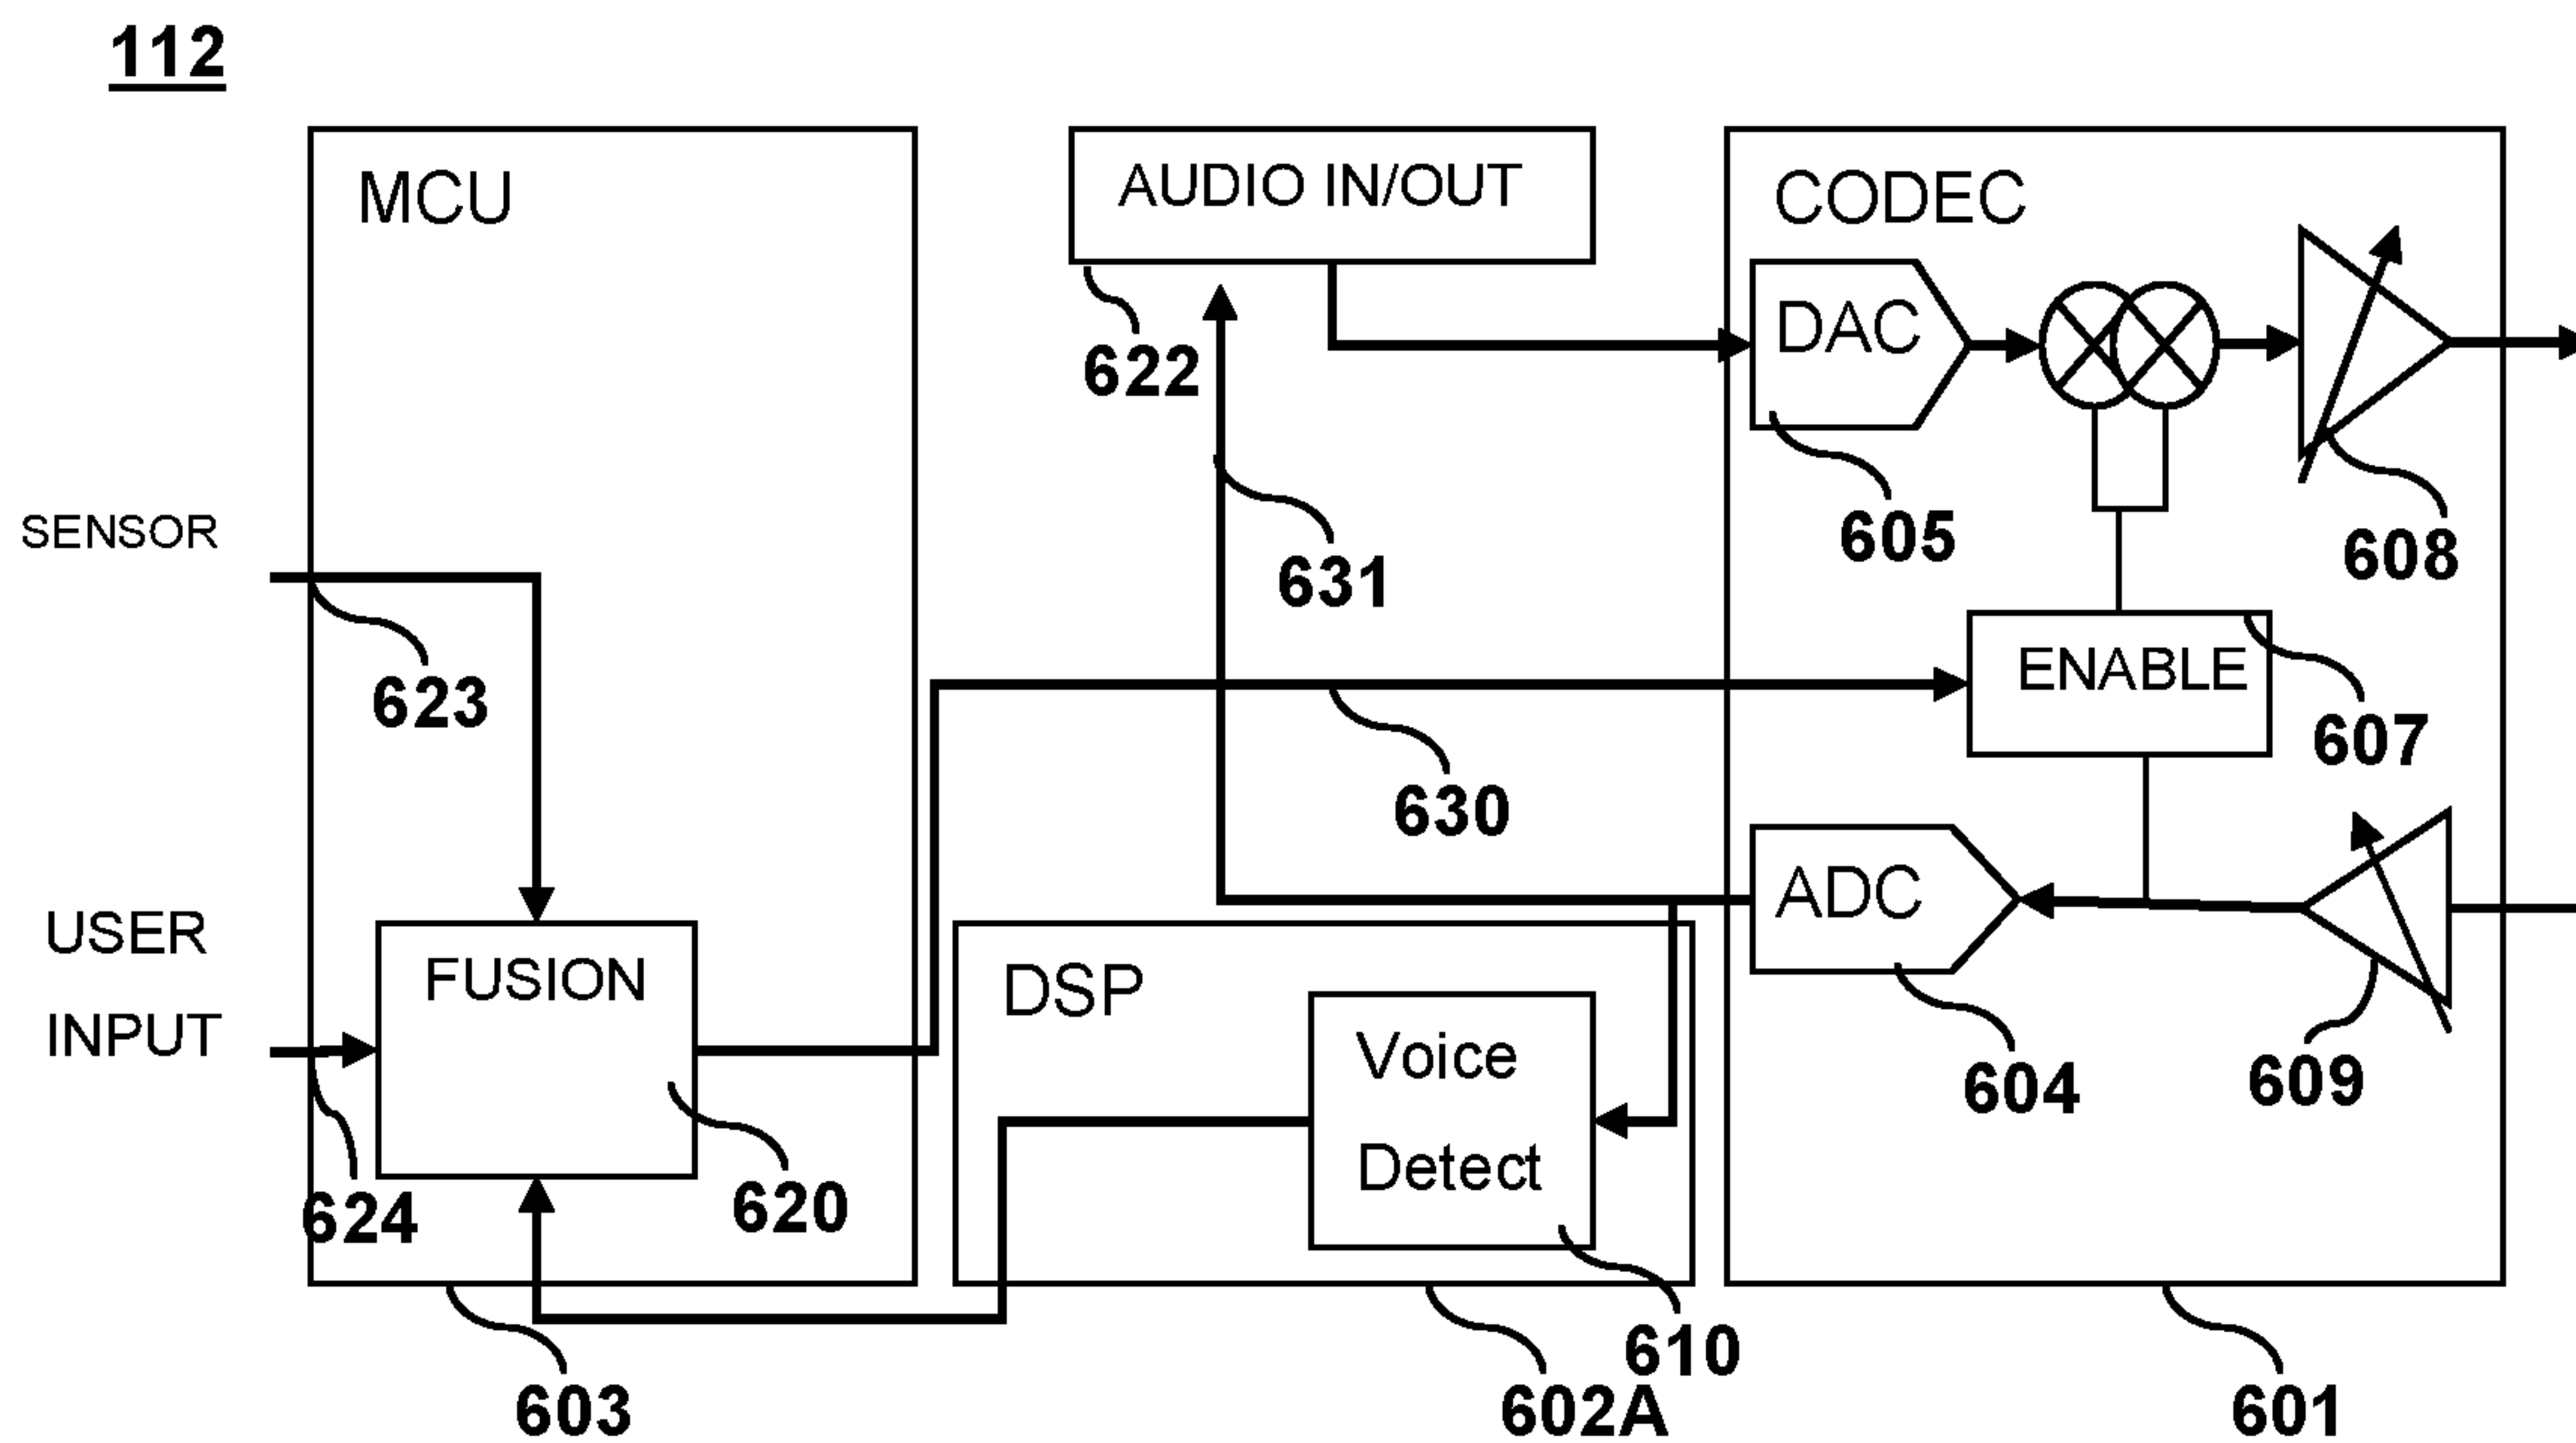 112
MCU
AUDIO IN/OUT
CODEC
DAC
622
605
608
SENSOR
631
623
ENABLE
607
630
ADC
USER
INPUT
FUSION
DSP
Voice
Detect
604
609
624
620
610
603
602A
601